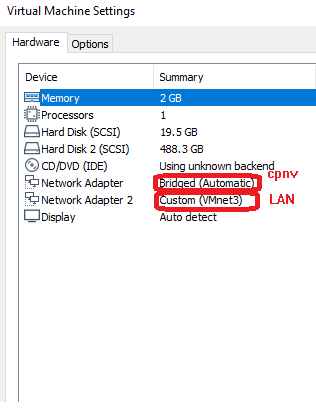 Virtual Machine Settings
Hardware Options
Device Summary
Memory 2 GB
Processors 1
Hard Disk (SCSI) 19.5 GB
Hard Disk 2 (SCSI) 488.3 GB
CD/DVD (IDE) Using unknown backend
Network Adapter Bridged (Automatic) cpnv
Network Adapter 2 Custom (VMnet3) LAN
Display Auto detect